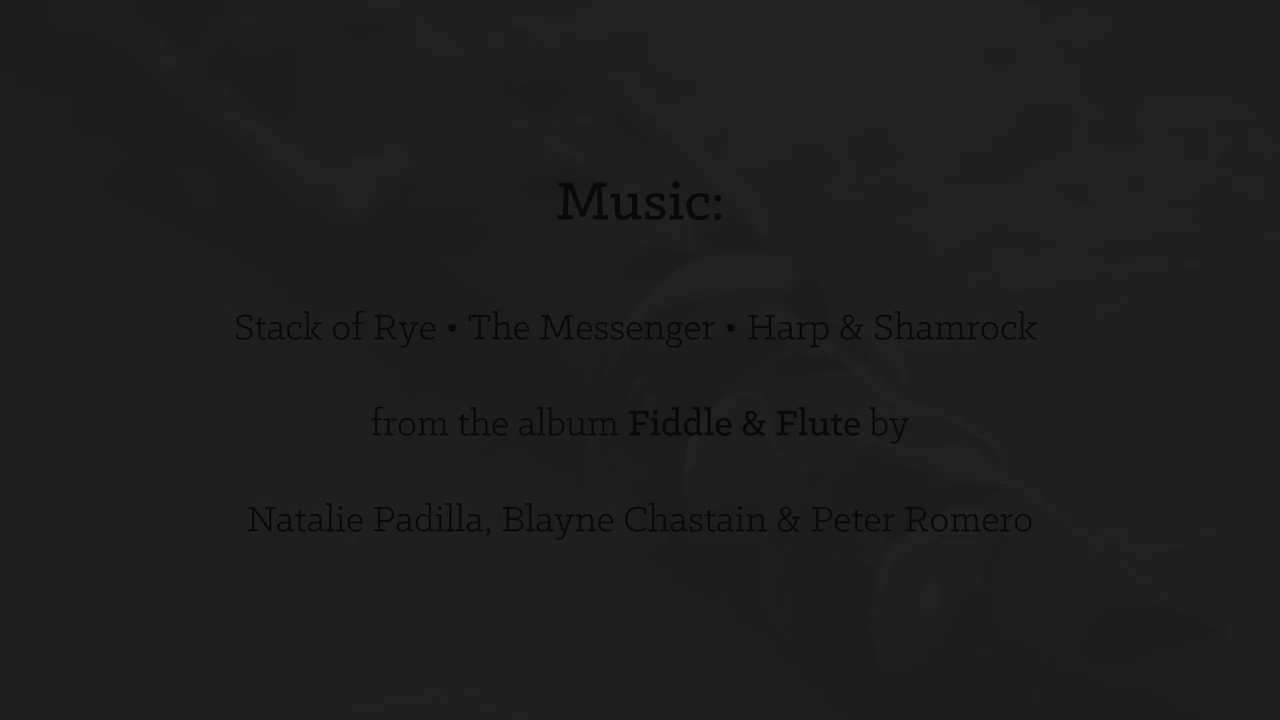 Music:
Stack of Rye • The Messenger • Harp & Shamrock
from the album Fiddle & Flute by
Natalie Padilla, Blayne Chastain & Peter Romero